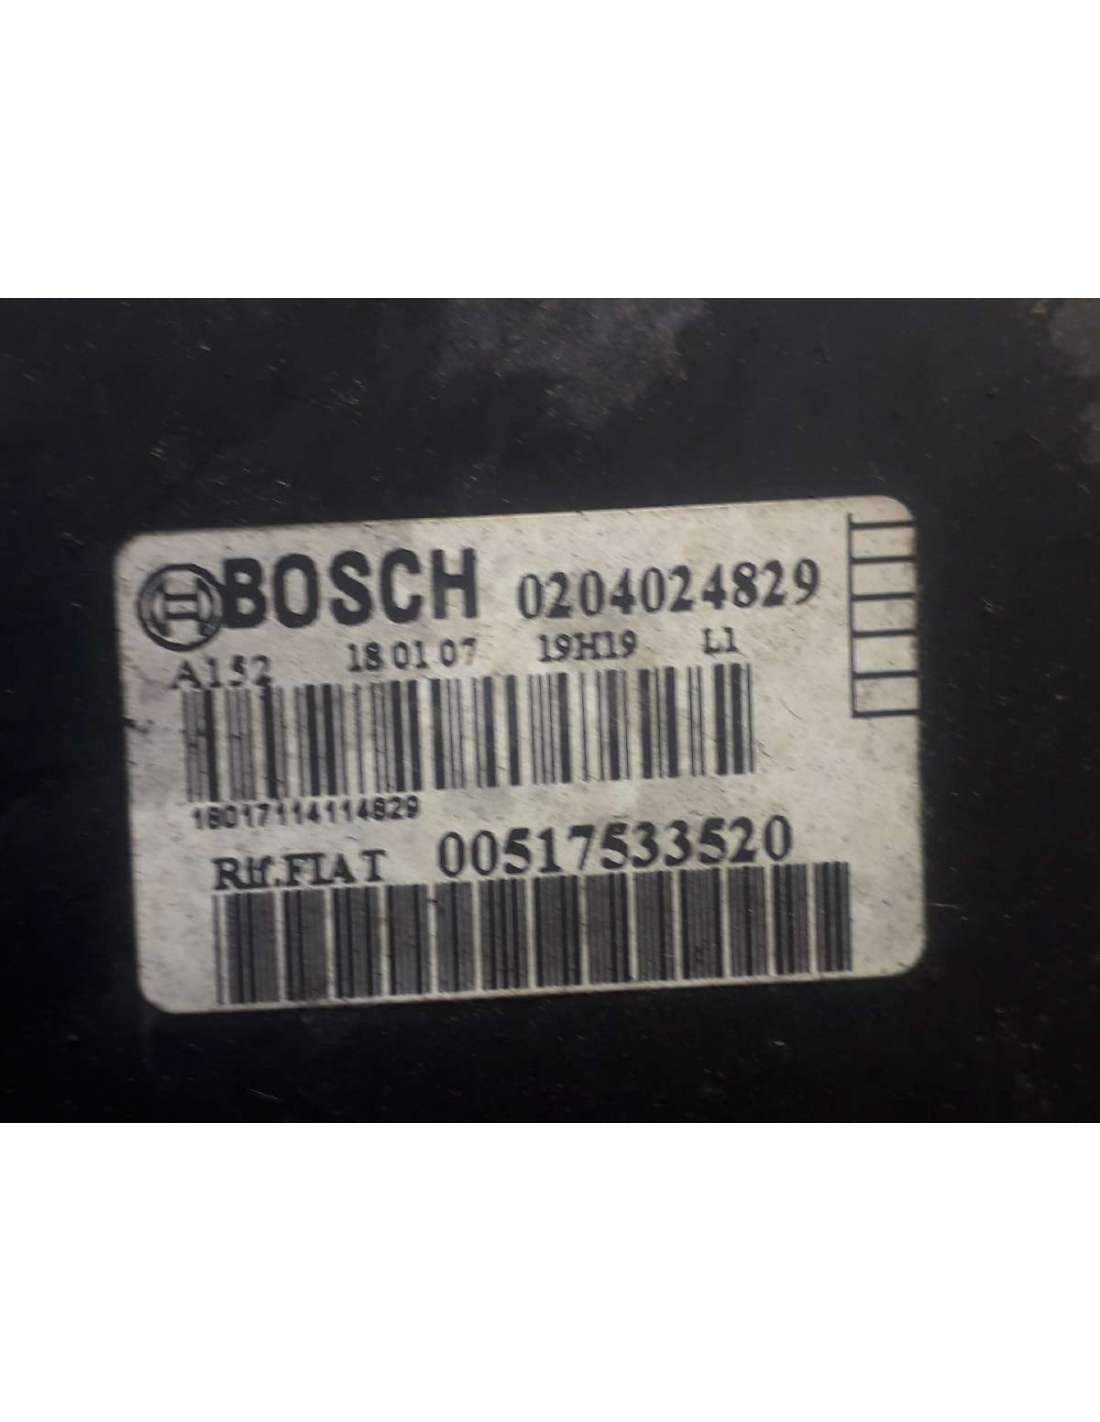 BOSCH 0204024829
A152 18 01 07 19H19 L1
18017114114829
Rif.FIAT 00517533520